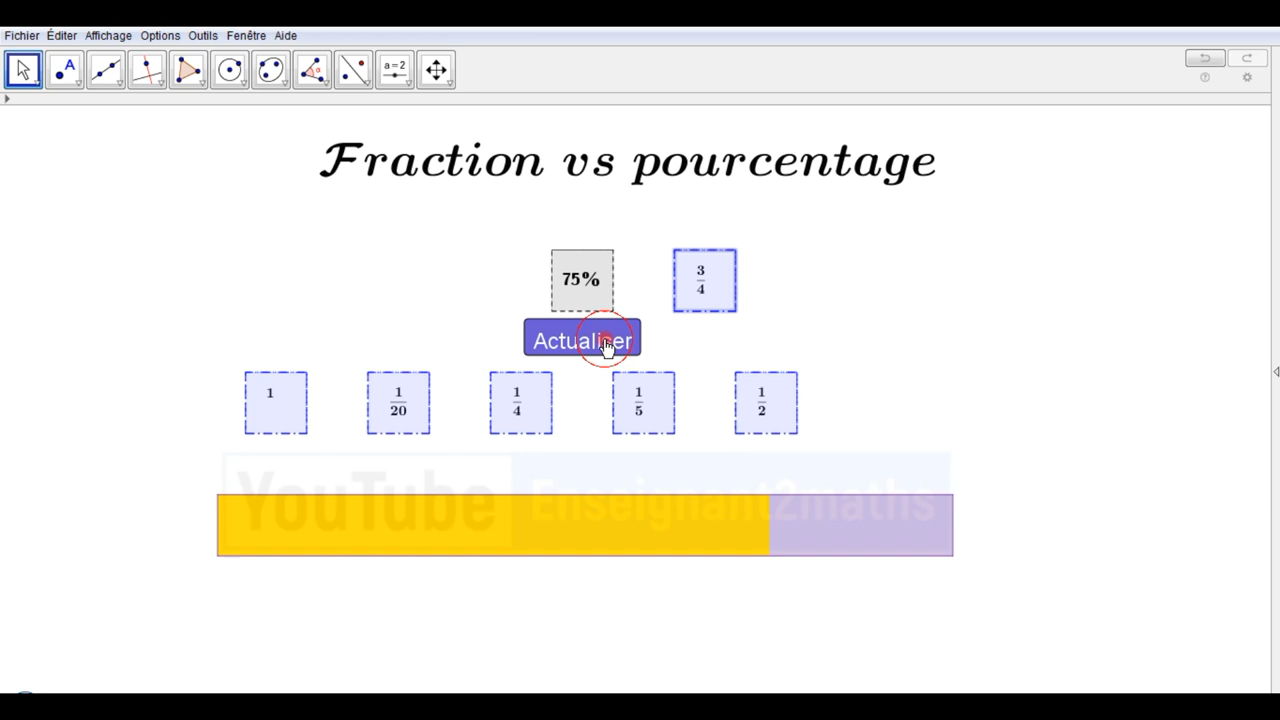 Fichier Éditer Affichage Options Outils Fenêtre Aide
A
α
a=2
Fraction vs pourcentage
75% 3/4
Actualiser
1 1/20 1/4 1/5 1/2
YouTube Enseignant2maths